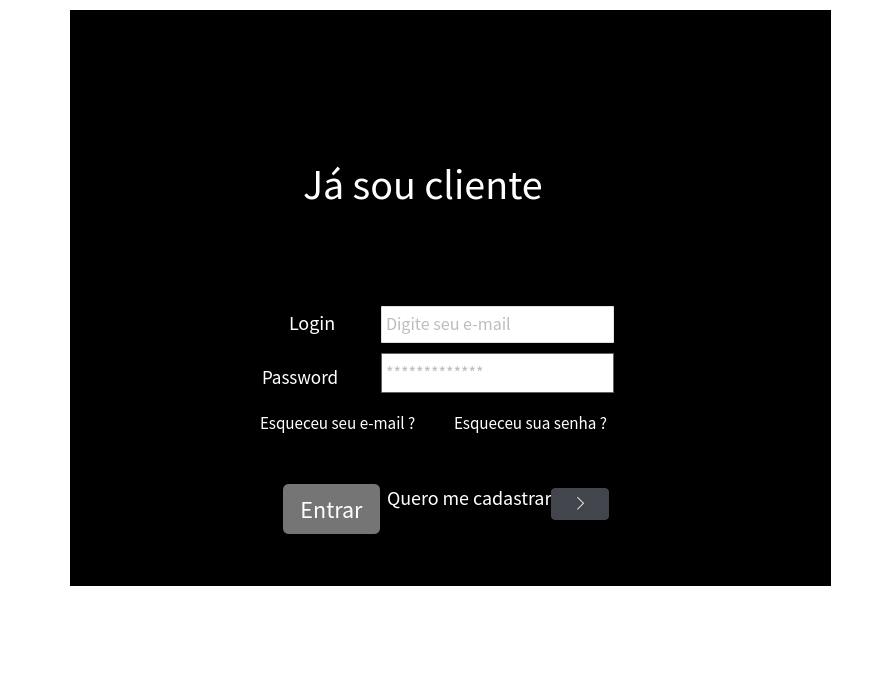 Já sou cliente
Login
Digite seu e-mail
Password
*************
Esqueceu seu e-mail ?
Esqueceu sua senha ?
Entrar
Quero me cadastrar